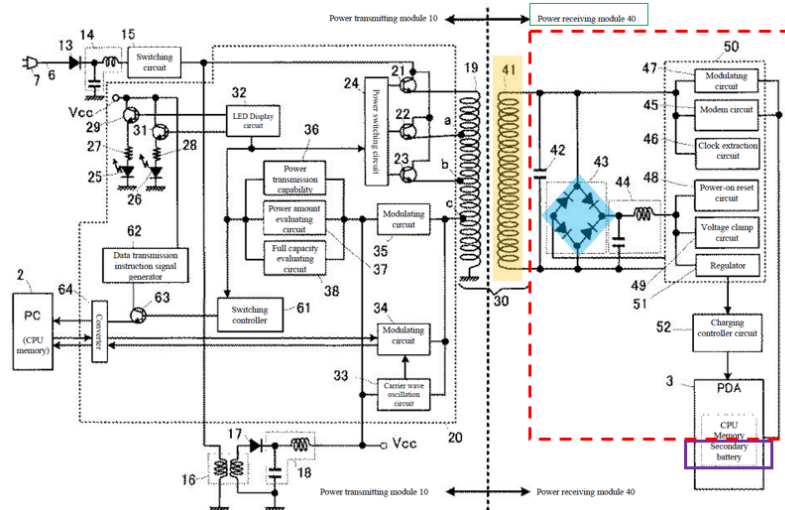 Power transmitting module 10
Power receiving module 40
13
14
15
7
6
Switching
circuit
Vcc
29
31
32
LED Display
circuit
27
28
25
26
24
Power switching circuit
21
22
23
19
a
b
c
41
30
42
43
44
50
47
Modulating
circuit
45
Modem circuit
46
Clock extraction
circuit
48
Power-on reset
circuit
Voltage clamp
circuit
49
Regulator
51
52
Charging
controller circuit
3
PDA
CPU
Memory
Secondary
battery
36
Power
transmission
capability
Power amount
evaluating circuit
37
Full capacity
evaluating
circuit
38
Modulating
circuit
35
62
Data transmission
instruction signal
generator
63
64
2
PC
(CPU
memory)
Converter
Switching
controller
61
34
Modulating
circuit
33
Carrier wave
oscillation
circuit
20
16
17
18
Vcc
Power transmitting module 10
Power receiving module 40